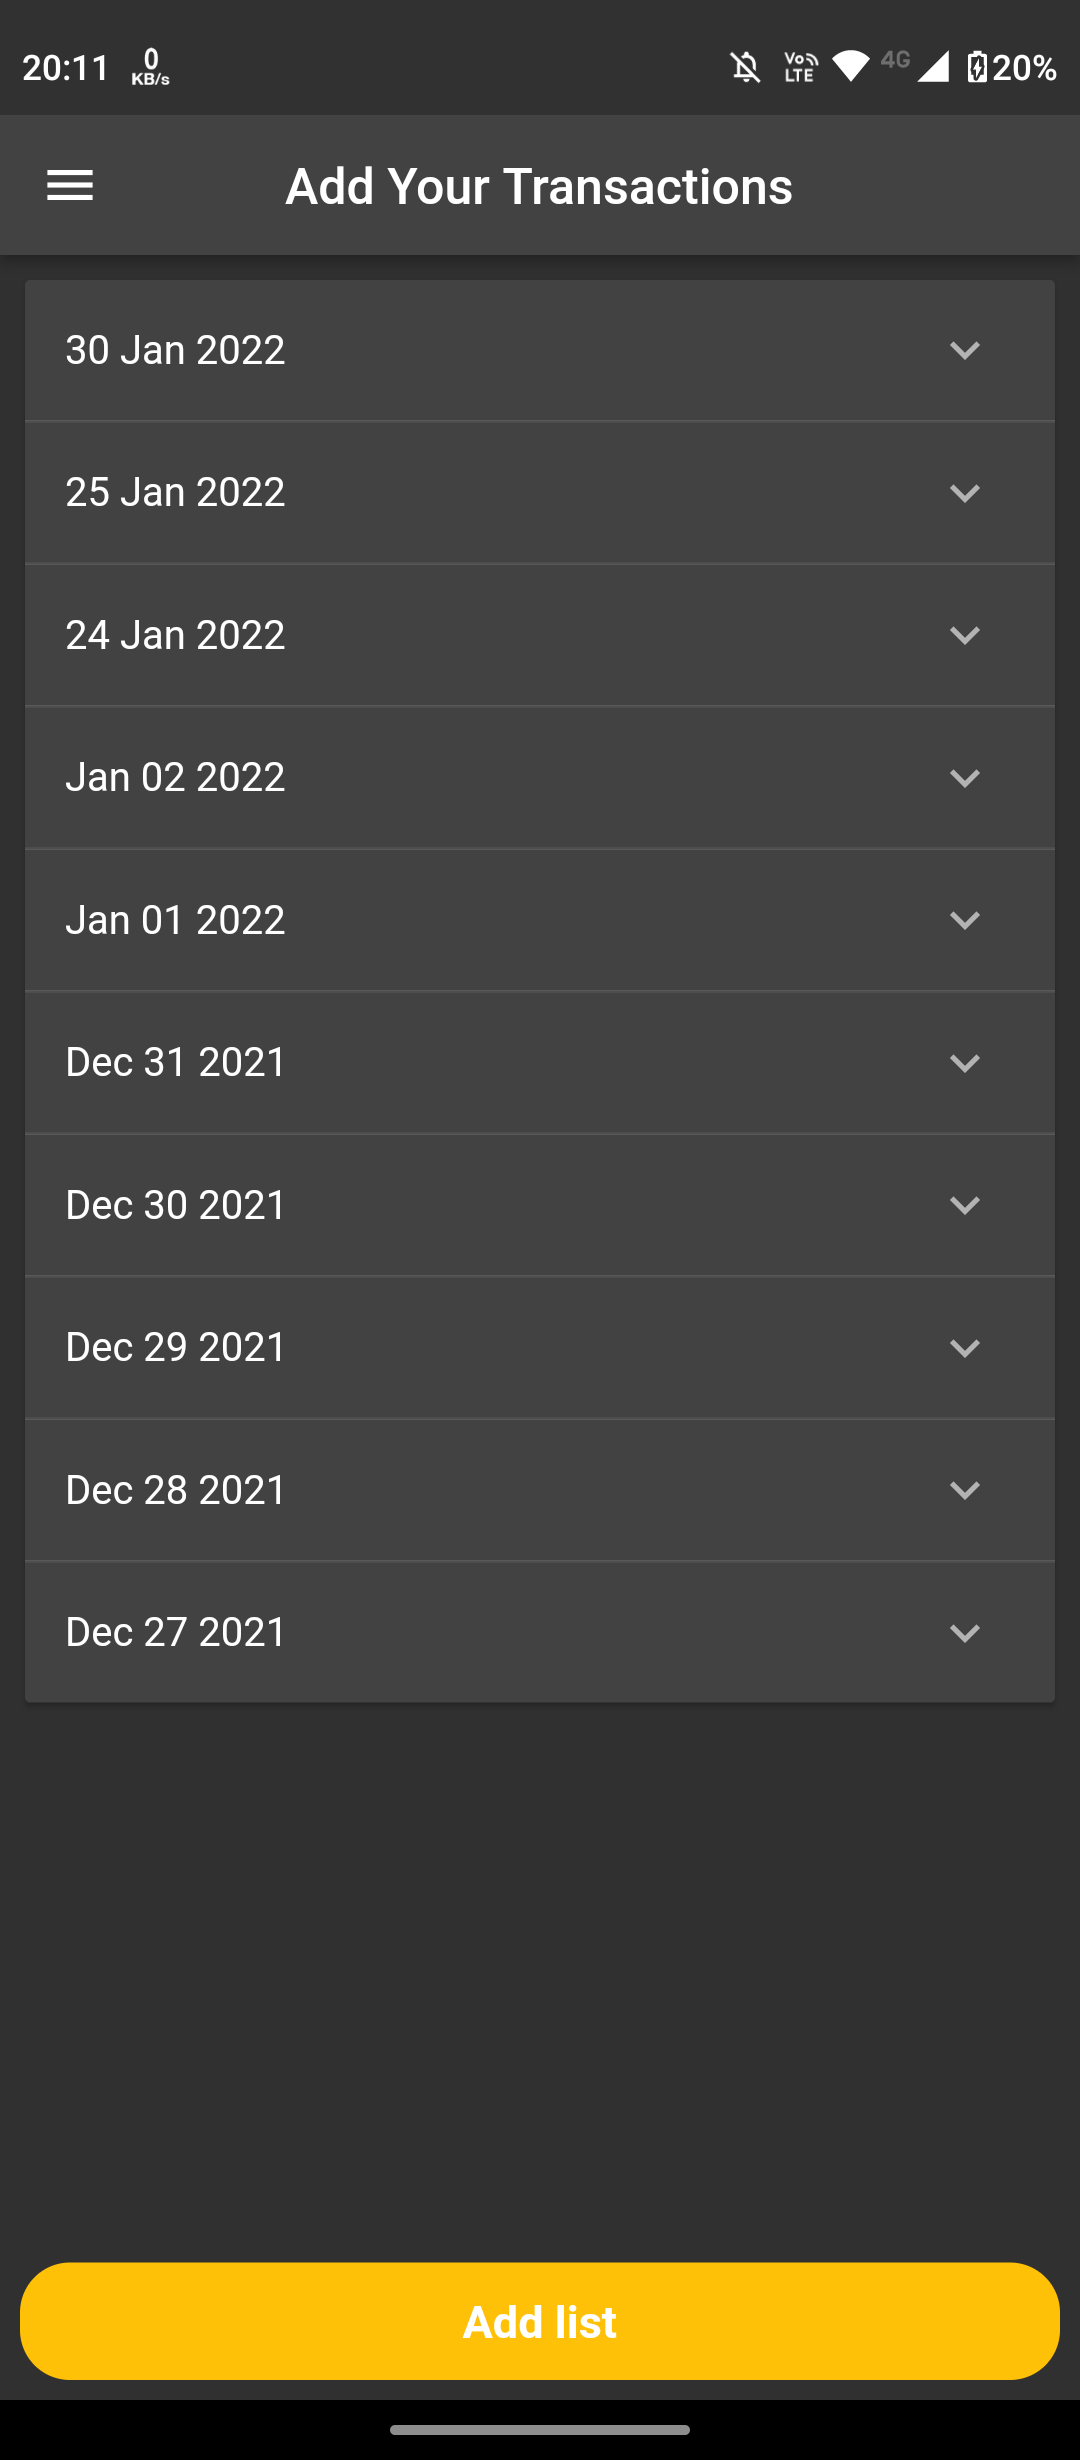 20:11 0 KB/s Vo LTE 4G 20%
Add Your Transactions
30 Jan 2022
25 Jan 2022
24 Jan 2022
Jan 02 2022
Jan 01 2022
Dec 31 2021
Dec 30 2021
Dec 29 2021
Dec 28 2021
Dec 27 2021
Add list